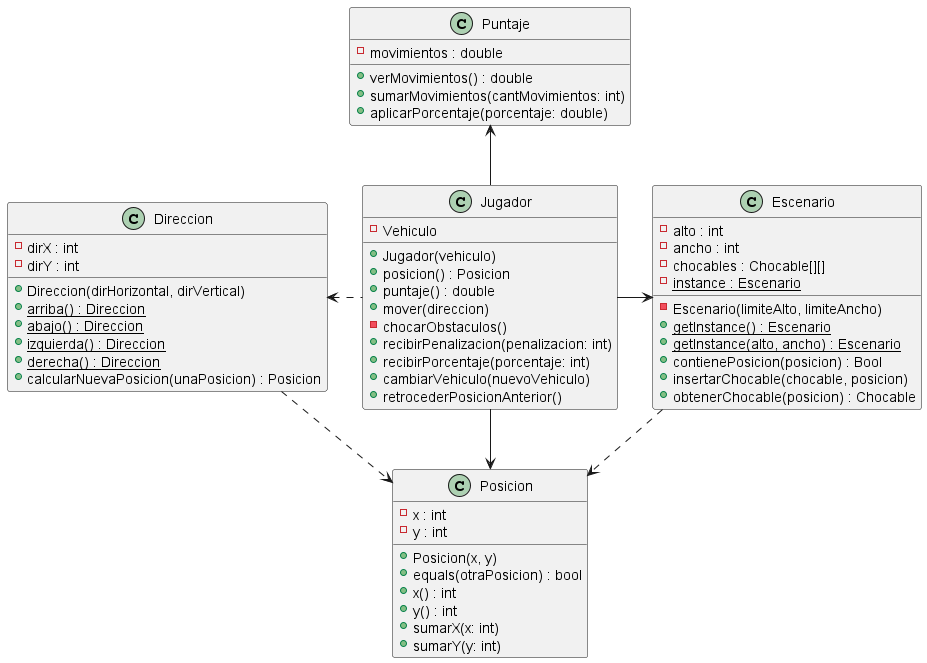 C Puntaje
movimientos : double
verMovimientos() : double
sumarMovimientos(cantMovimientos: int)
aplicarPorcentaje(porcentaje: double)
C Direccion
dirX : int
dirY : int
Direccion(dirHorizontal, dirVertical)
arriba() : Direccion
abajo() : Direccion
izquierda() : Direccion
derecha() : Direccion
calcularNuevaPosicion(unaPosicion) : Posicion
C Jugador
Vehiculo
Jugador(vehiculo)
posicion() : Posicion
puntaje() : double
mover(direccion)
chocarObstaculos()
recibirPenalizacion(penalizacion: int)
recibirPorcentaje(porcentaje: int)
cambiarVehiculo(nuevoVehiculo)
retrocederPosicionAnterior()
C Escenario
alto : int
ancho : int
chocables : Chocable[][]
instance : Escenario
Escenario(limiteAlto, limiteAncho)
getInstance() : Escenario
getInstance(alto, ancho) : Escenario
contienePosicion(posicion) : Bool
insertarChocable(chocable, posicion)
obtenerChocable(posicion) : Chocable
C Posicion
x : int
y : int
Posicion(x, y)
equals(otraPosicion) : bool
x() : int
y() : int
sumarX(x: int)
sumarY(y: int)